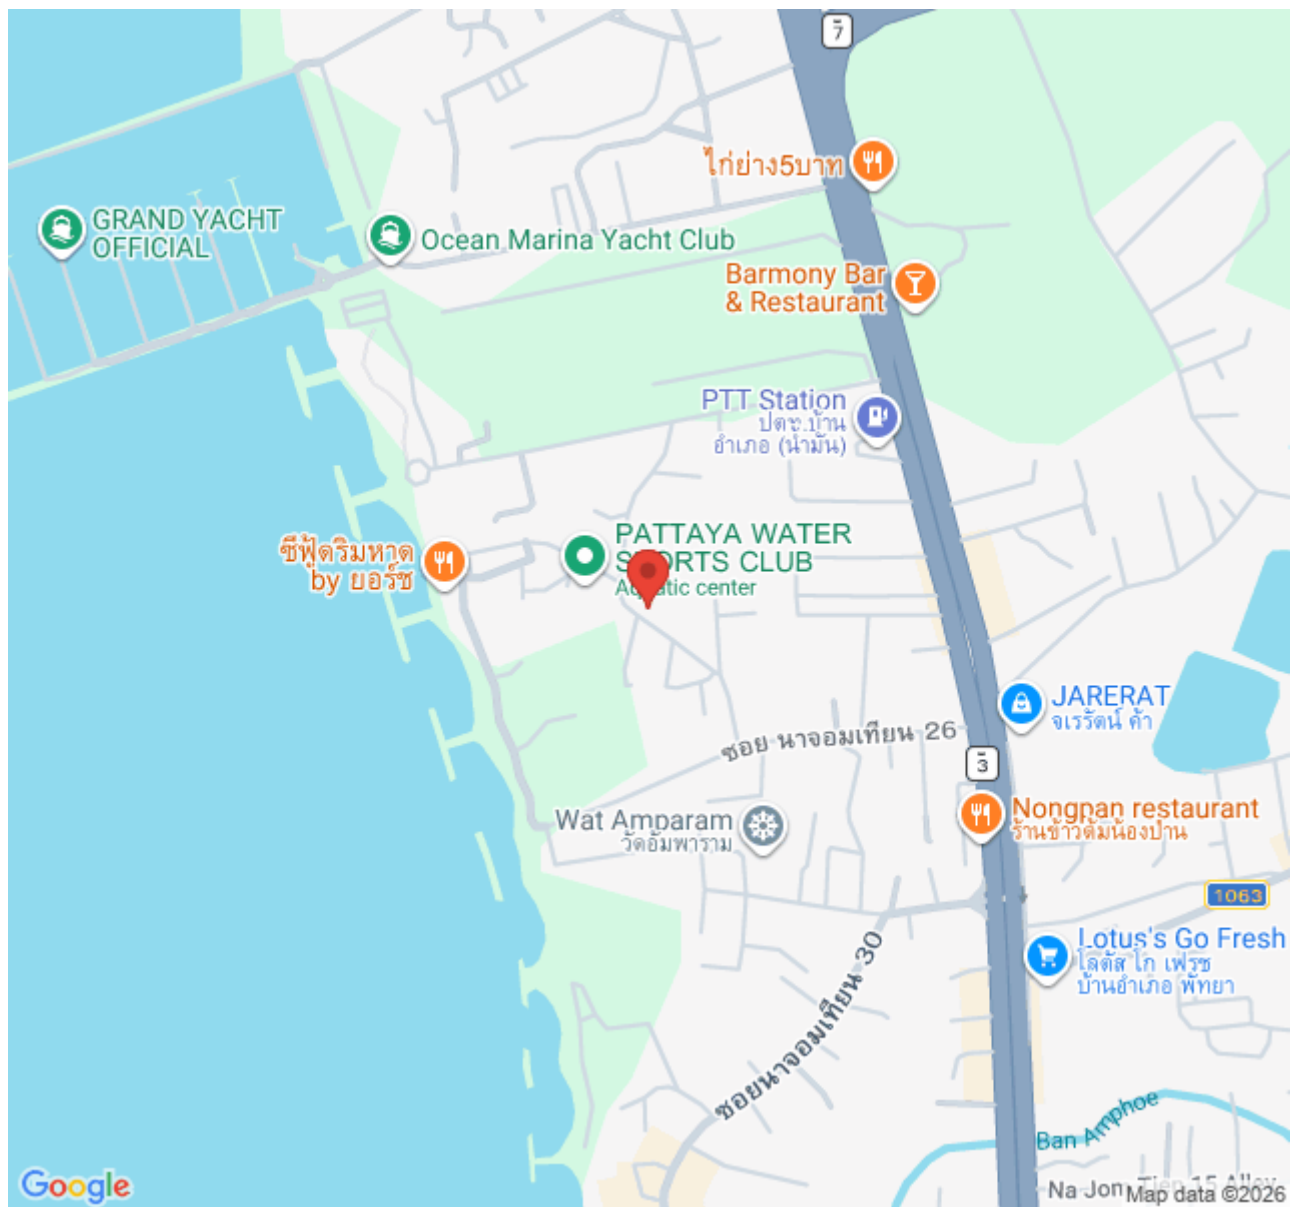 7
ไก่ย่าง5บาท
GRAND YACHT
OFFICIAL
Ocean Marina Yacht Club
Barmony Bar
& Restaurant
PTT Station
ปตท.บ้าน
อำเภอ (น้ำมัน)
PATTAYA WATER
SPORTS CLUB
Aquatic center
ซีฟู้ดริมหาด
by ยอร์ช
JARERAT
จเรรัตน์ ค้า
ซอย นาจอมเทียน 26
3
Nongpan restaurant
ร้านข้าวต้มน้องปาน
Wat Amparam
วัดอัมพาราม
1063
Lotus's Go Fresh
โลตัส โก เฟรช
บ้านอำเภอ พัทยา
ซอยนาจอมเทียน 30
Ban Amphoe
Na Jom Tien 15 Alley
Google
Map data ©2026